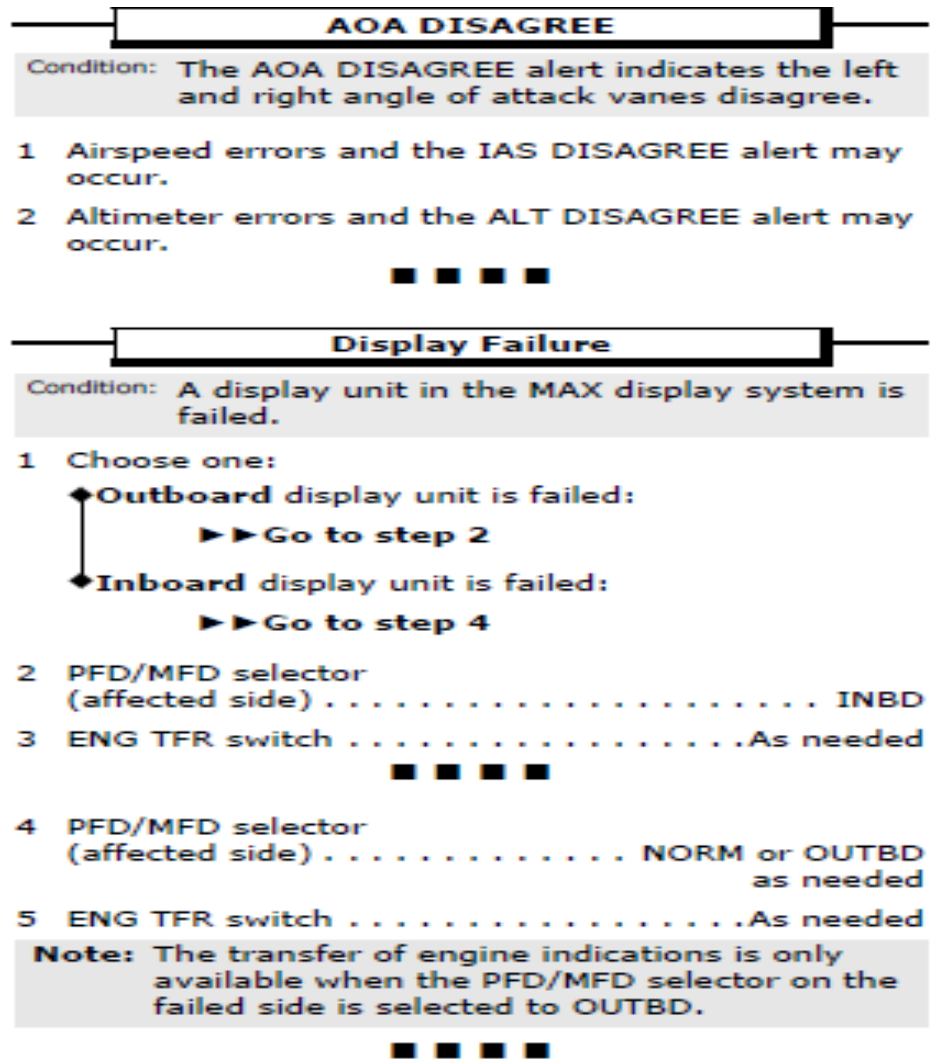 AOA DISAGREE
Condition: The AOA DISAGREE alert indicates the left
and right angle of attack vanes disagree.
1 Airspeed errors and the IAS DISAGREE alert may
occur.
2 Altimeter errors and the ALT DISAGREE alert may
occur.
■ ■ ■ ■
Display Failure
Condition: A display unit in the MAX display system is
failed.
1 Choose one:
◆Outboard display unit is failed:
►►Go to step 2
◆Inboard display unit is failed:
►►Go to step 4
2 PFD/MFD selector
(affected side) . . . . . . . . . . . . . . . . . . . . . . . INBD
3 ENG TFR switch . . . . . . . . . . . . . . . . . .As needed
■ ■ ■ ■
4 PFD/MFD selector
(affected side) . . . . . . . . . . . . . . NORM or OUTBD
as needed
5 ENG TFR switch . . . . . . . . . . . . . . . . . .As needed
Note: The transfer of engine indications is only
available when the PFD/MFD selector on the
failed side is selected to OUTBD.
■ ■ ■ ■